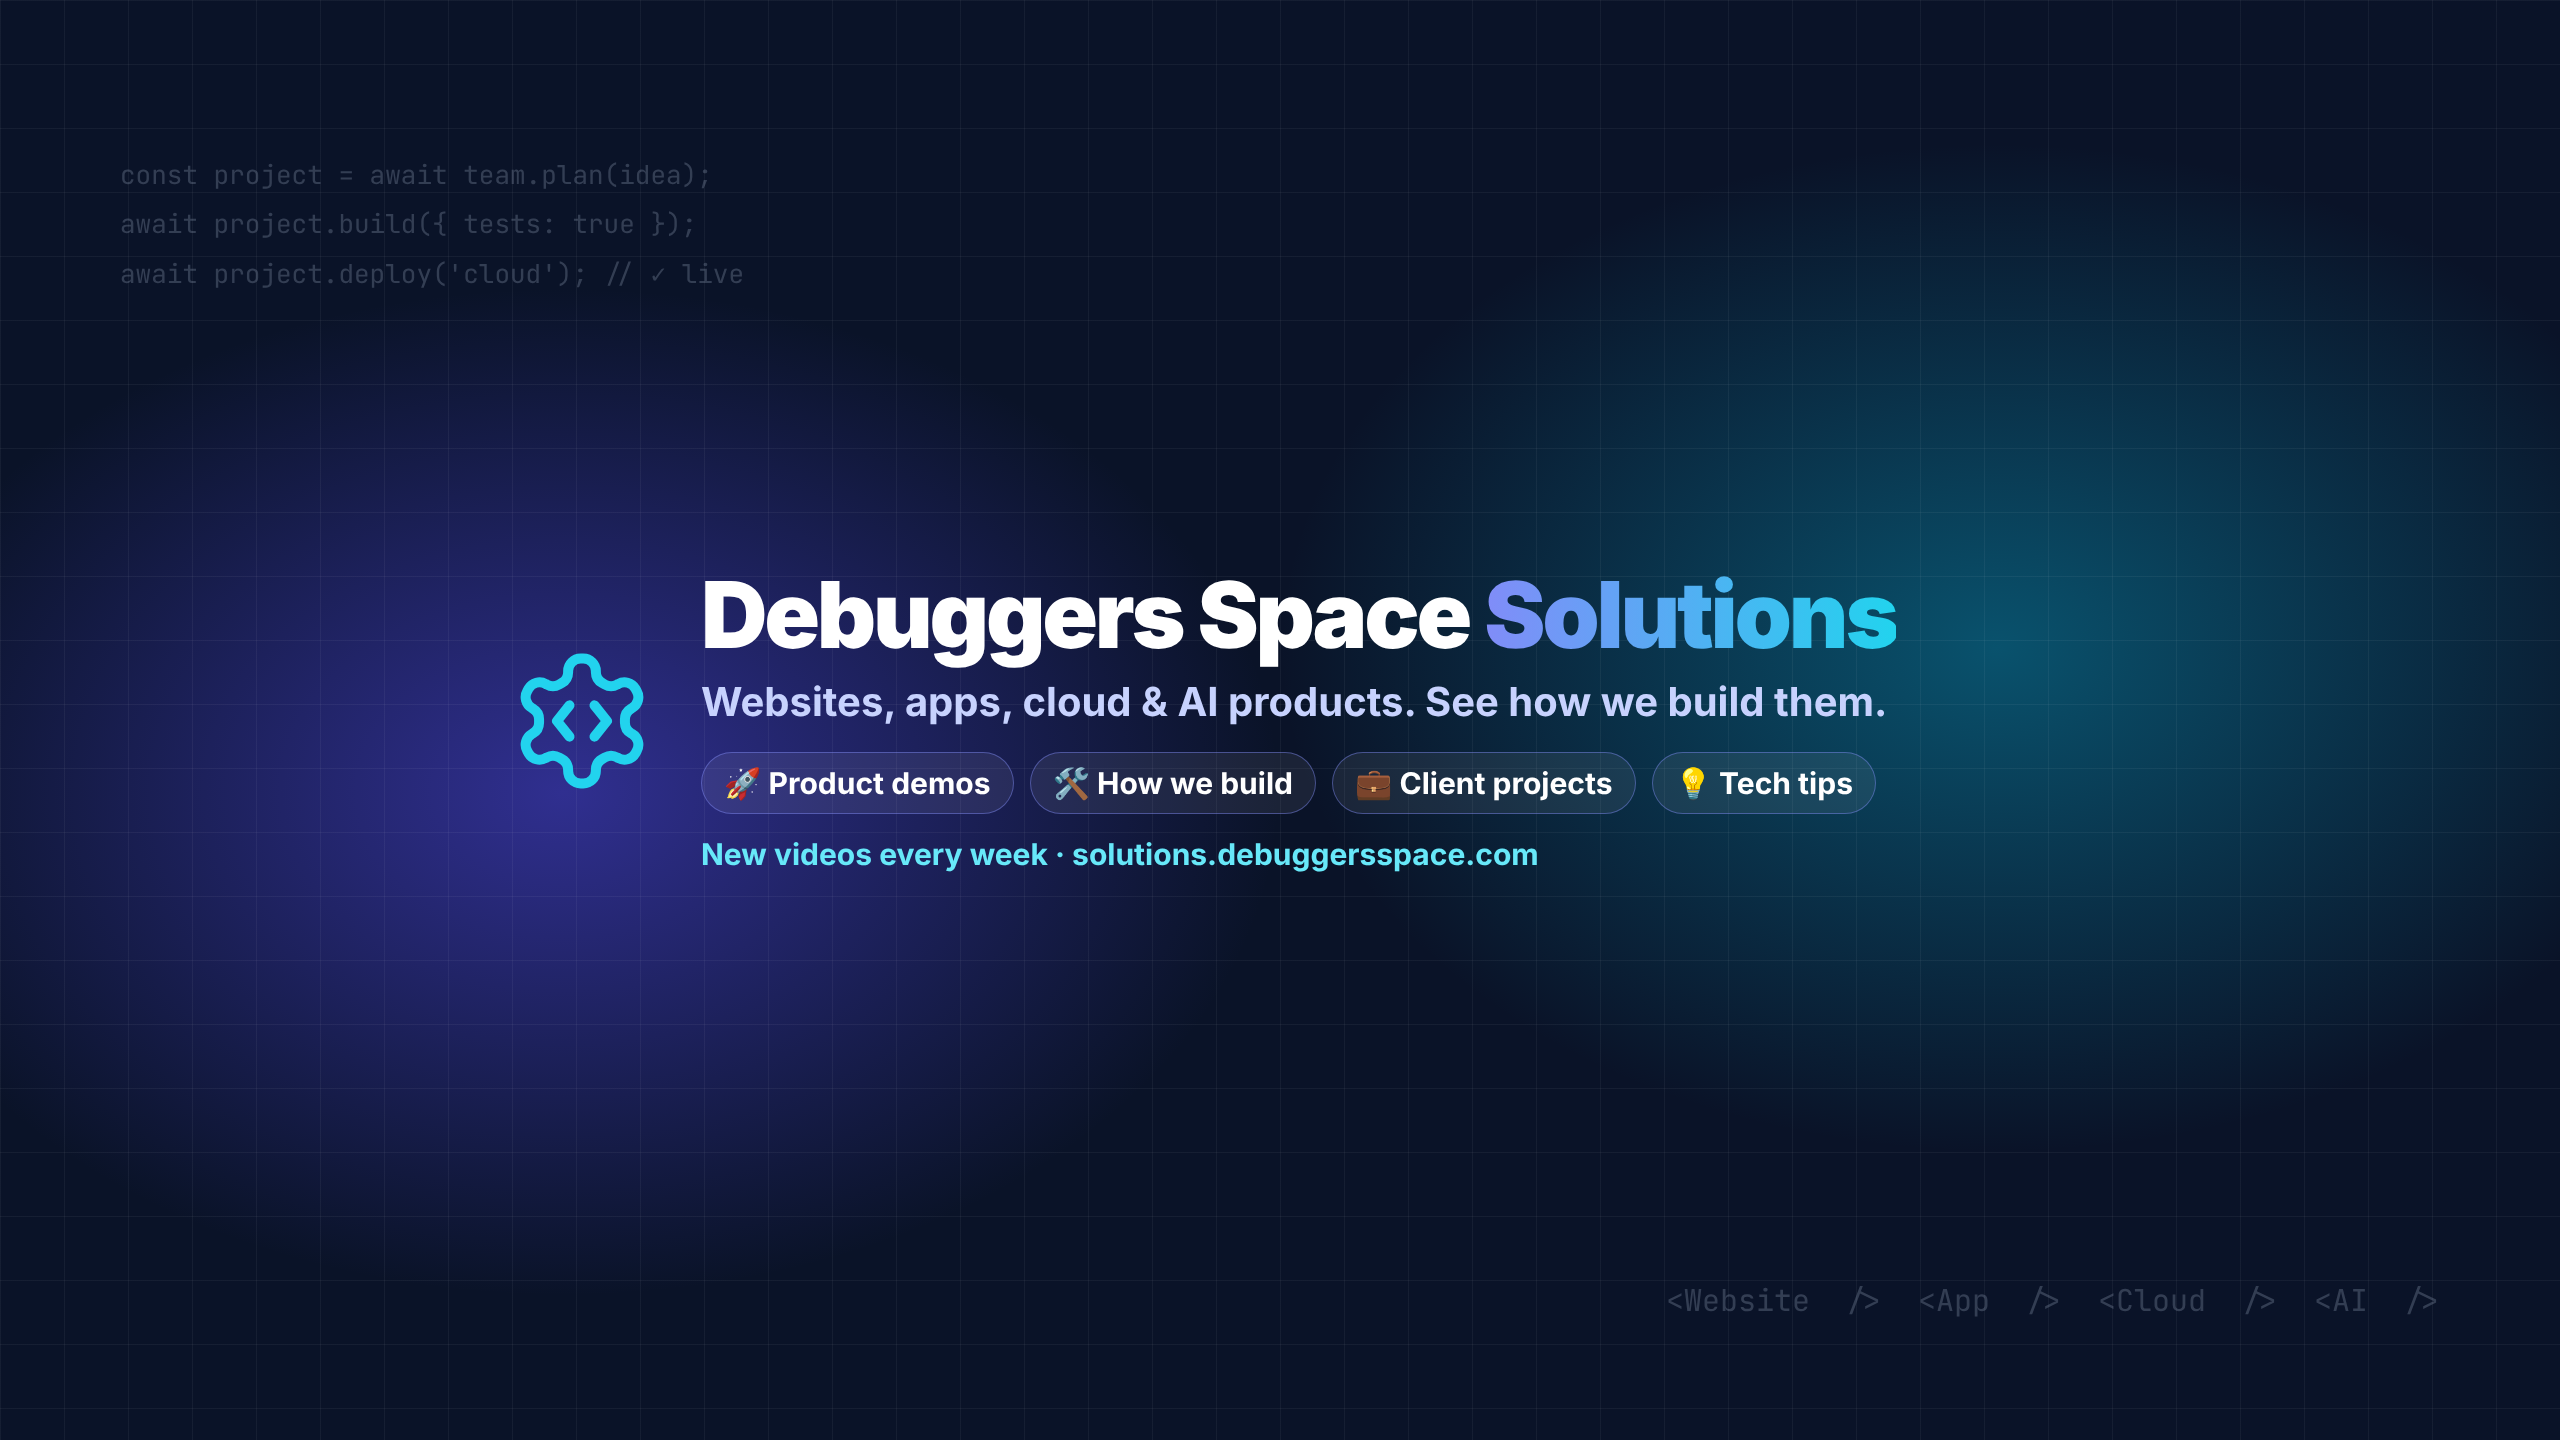 const project = await team.plan(idea);
await project.build({ tests: true });
await project.deploy('cloud'); // ✓ live
Debuggers Space Solutions
Websites, apps, cloud & AI products. See how we build them.
🚀 Product demos 🛠️ How we build 💼 Client projects 💡 Tech tips
New videos every week · solutions.debuggersspace.com
<Website /> <App /> <Cloud /> <AI />